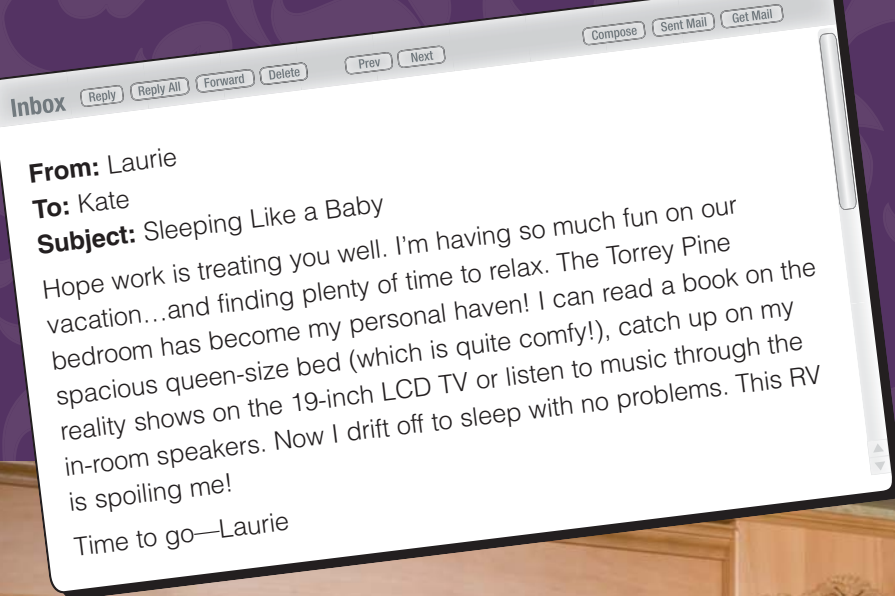 Inbox Reply Reply All Forward Delete Prev Next Compose Sent Mail Get Mail
From: Laurie
To: Kate
Subject: Sleeping Like a Baby
Hope work is treating you well. I’m having so much fun on our
vacation…and finding plenty of time to relax. The Torrey Pine
bedroom has become my personal haven! I can read a book on the
spacious queen-size bed (which is quite comfy!), catch up on my
reality shows on the 19-inch LCD TV or listen to music through the
in-room speakers. Now I drift off to sleep with no problems. This RV
is spoiling me!
Time to go—Laurie